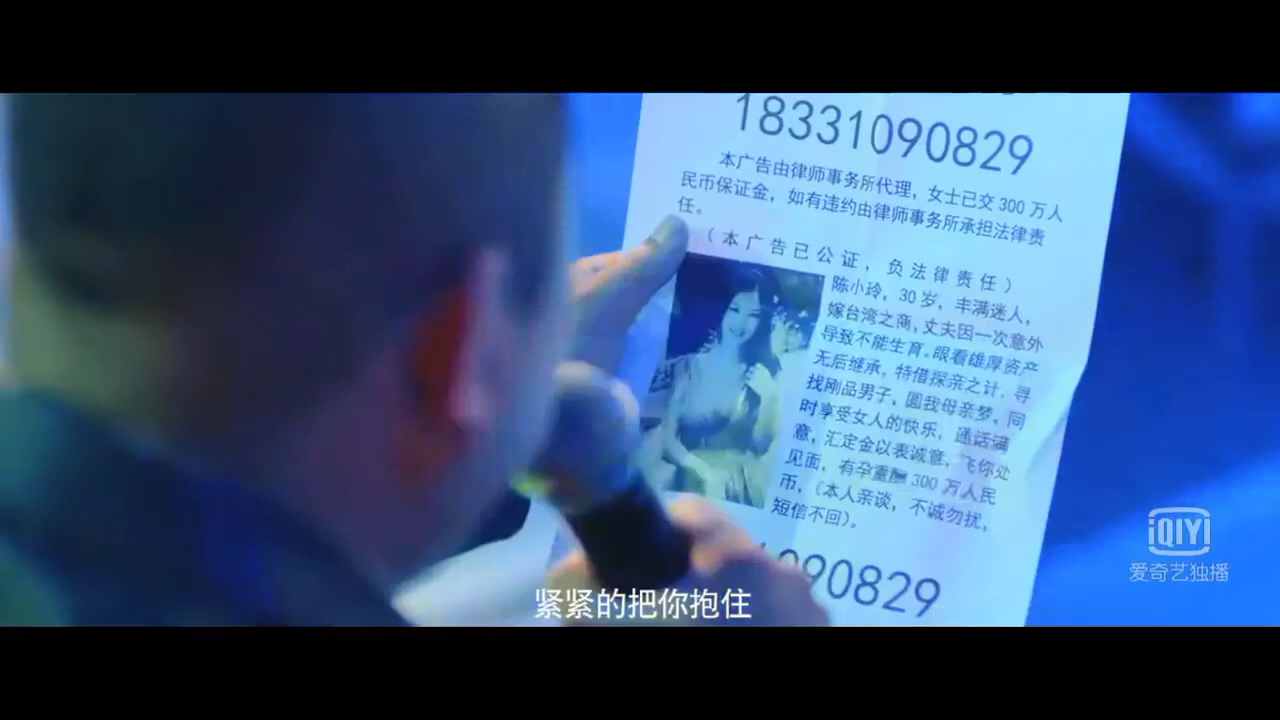 18331090829
本广告由律师事务所代理，女士已交 300 万人
民币保证金，如有违约由律师事务所承担法律责
任。
（本广告已公证，负法律责任）
陈小玲，30 岁，丰满迷人，
嫁台湾之商，丈夫因一次意外
导致不能生育。眼看雄厚资产
无后继承，特借探亲之计，寻
找刚品男子，圆我母亲梦，同
时享受女人的快乐，通话满
意，汇定金以表诚意，飞你处
见面，有孕重酬 300 万人民
币，（本人亲谈，不诚勿扰，
短信不回）。
090829
紧紧的把你抱住
iQIYI
爱奇艺独播